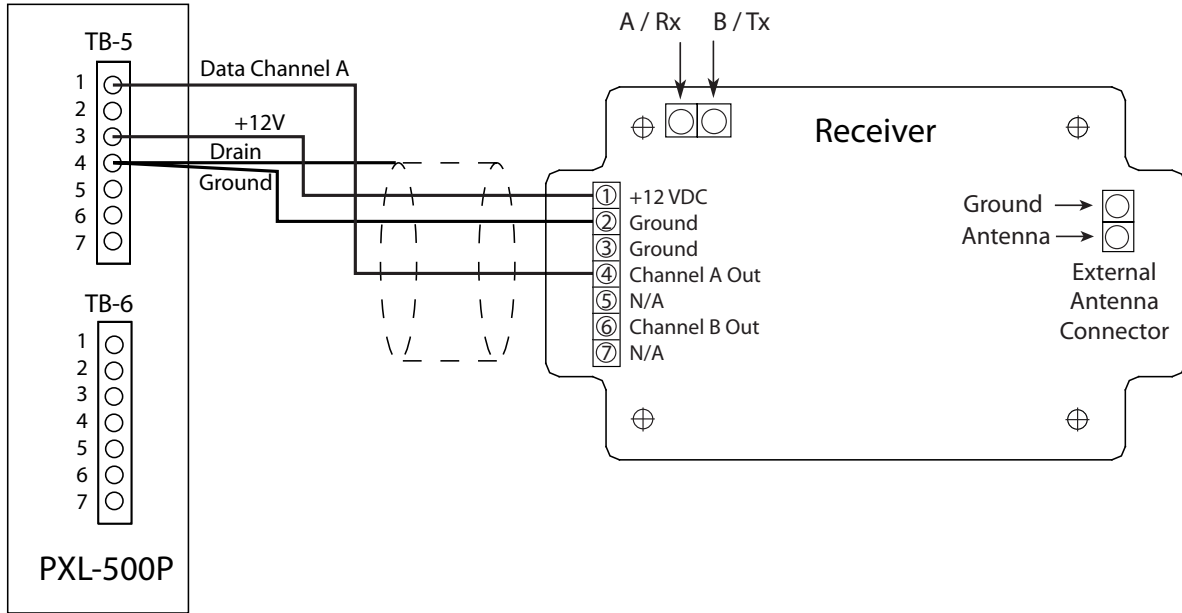 TB-5
1
2
3
4
5
6
7
Data Channel A
+12V
Drain
Ground
TB-6
1
2
3
4
5
6
7
PXL-500P
A / Rx
B / Tx
Receiver
1 +12 VDC
2 Ground
3 Ground
4 Channel A Out
5 N/A
6 Channel B Out
7 N/A
Ground
Antenna
External
Antenna
Connector